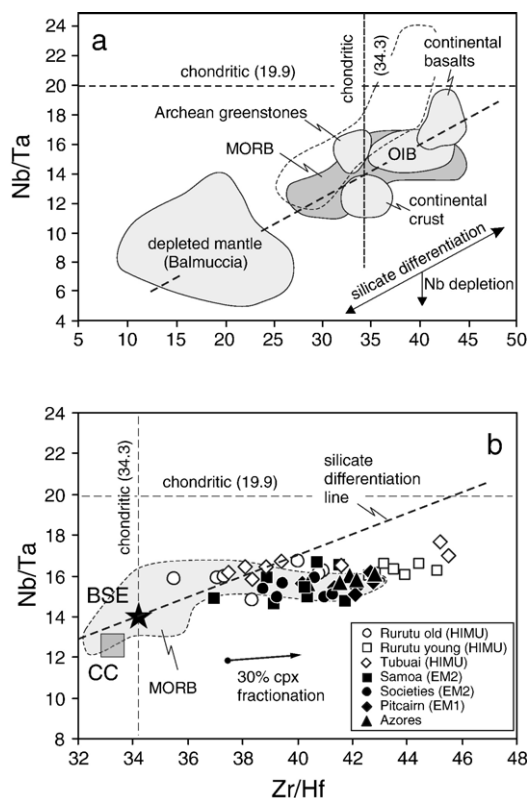 a
24
22
20
18
16
14
12
10
8
6
4
Nb/Ta
chondritic (19.9)
chondritic
(34.3)
continental
basalts
Archean greenstones
MORB
OIB
depleted mantle
(Balmuccia)
continental
crust
silicate differentiation
Nb depletion
5 10 15 20 25 30 35 40 45 50
b
24
22
20
18
16
14
12
10
8
Nb/Ta
chondritic (34.3)
chondritic (19.9)
silicate
differentiation
line
BSE
CC
MORB
30% cpx
fractionation
Rurutu old (HIMU)
Rurutu young (HIMU)
Tubuai (HIMU)
Samoa (EM2)
Societies (EM2)
Pitcairn (EM1)
Azores
32 34 36 38 40 42 44 46 48
Zr/Hf